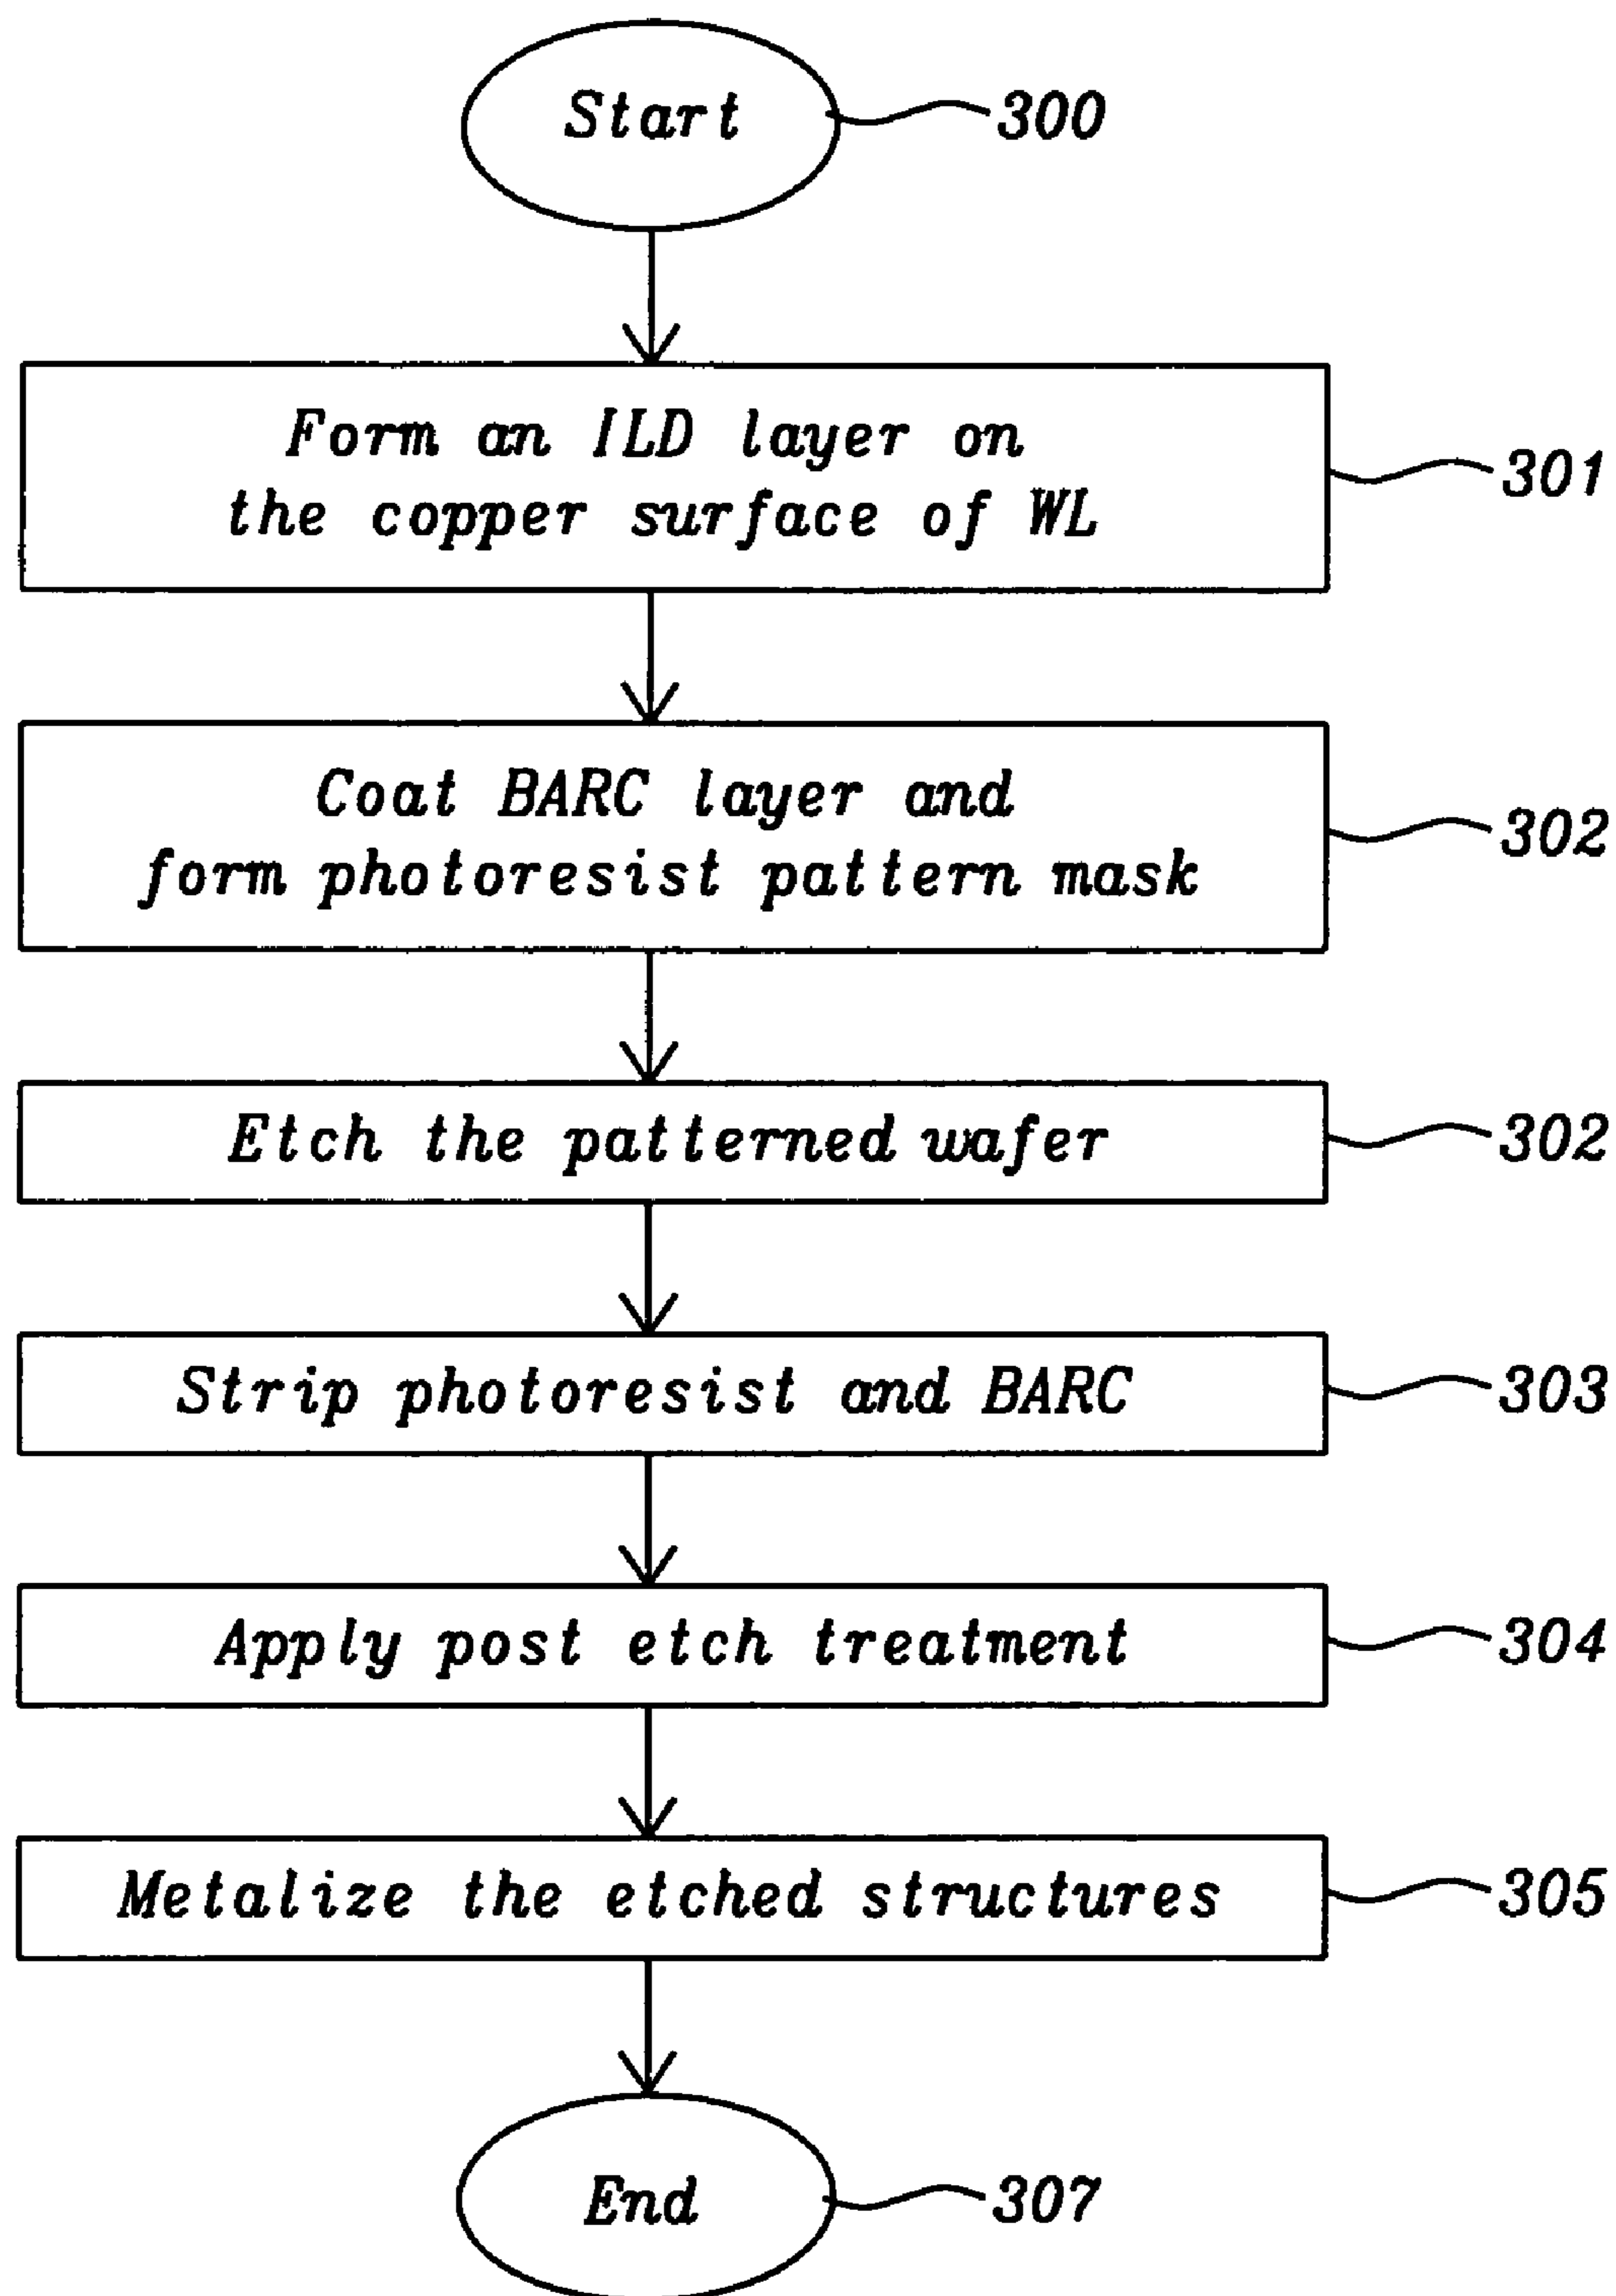 Start
300
Form an ILD layer on
the copper surface of WL
301
Coat BARC layer and
form photoresist pattern mask
302
Etch the patterned wafer
302
Strip photoresist and BARC
303
Apply post etch treatment
304
Metalize the etched structures
305
End
307